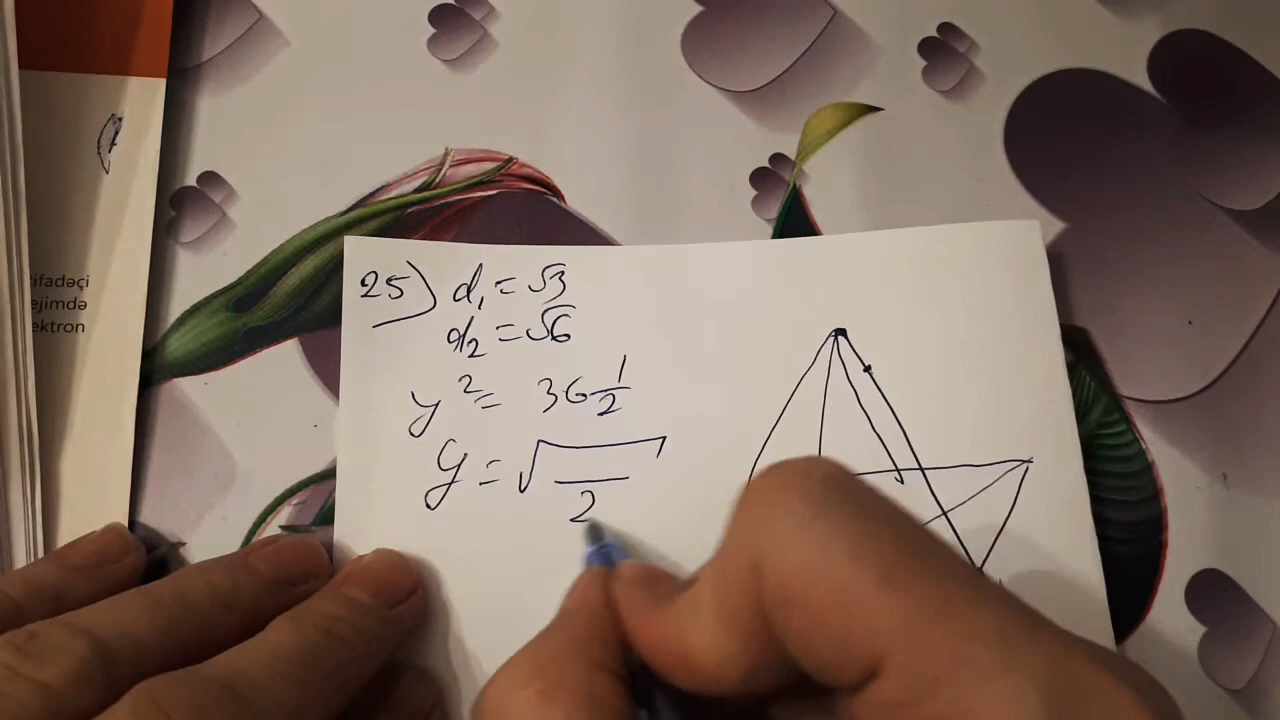 ifadəçi
ejimdə
ektron
25) d₁ = √3
d₂ = √6
y² = 36 1/2
y = √( /2)